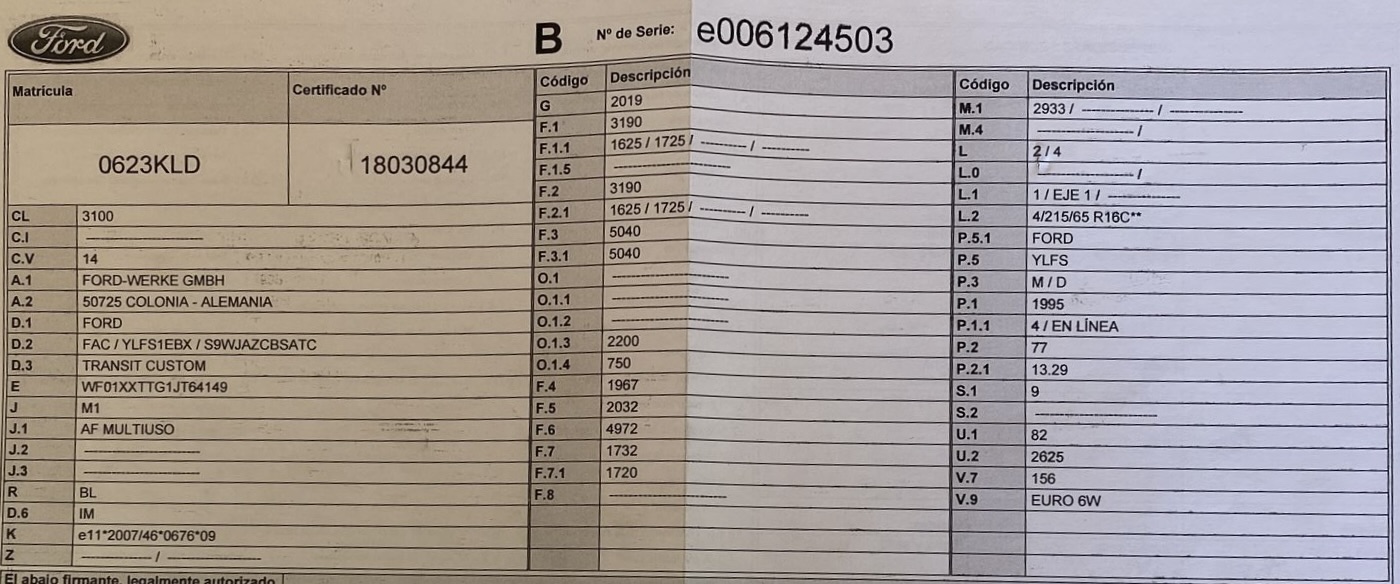 Ford
B Nº de Serie: e006124503
Matricula Certificado Nº
0623KLD 18030844
CL 3100
C.I --------------------
C.V 14
A.1 FORD-WERKE GMBH
A.2 50725 COLONIA - ALEMANIA
D.1 FORD
D.2 FAC / YLFS1EBX / S9WJAZCBSATC
D.3 TRANSIT CUSTOM
E WF01XXTTG1JT64149
J M1
J.1 AF MULTIUSO
J.2 --------------------
J.3 --------------------
R BL
D.6 IM
K e11*2007/46*0676*09
Z ------------ / ----------------
El abajo firmante, legalmente autorizado
Código Descripción
G 2019
F.1 3190
F.1.1 1625 / 1725 / -------- / --------
F.1.5 --------------------
F.2 3190
F.2.1 1625 / 1725 / -------- / --------
F.3 5040
F.3.1 5040
O.1 --------------------
O.1.1 --------------------
O.1.2 --------------------
O.1.3 2200
O.1.4 750
F.4 1967
F.5 2032
F.6 4972
F.7 1732
F.7.1 1720
F.8 --------------------
Código Descripción
M.1 2933 / ------------ / ------------
M.4 ---------------- /
L 2 / 4
L.0 ---------------- /
L.1 1 / EJE 1 / ------------
L.2 4/215/65 R16C**
P.5.1 FORD
P.5 YLFS
P.3 M / D
P.1 1995
P.1.1 4 / EN LÍNEA
P.2 77
P.2.1 13.29
S.1 9
S.2 --------------------
U.1 82
U.2 2625
V.7 156
V.9 EURO 6W